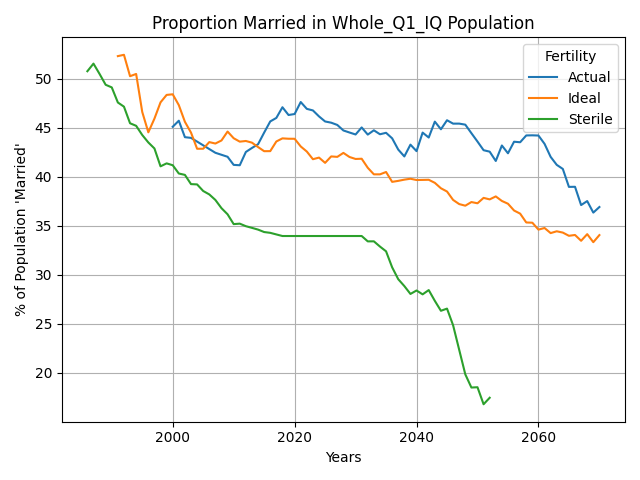 Proportion Married in Whole_Q1_IQ Population
Fertility
Actual
Ideal
Sterile
% of Population 'Married'
50
45
40
35
30
25
20
2000
2020
2040
2060
Years